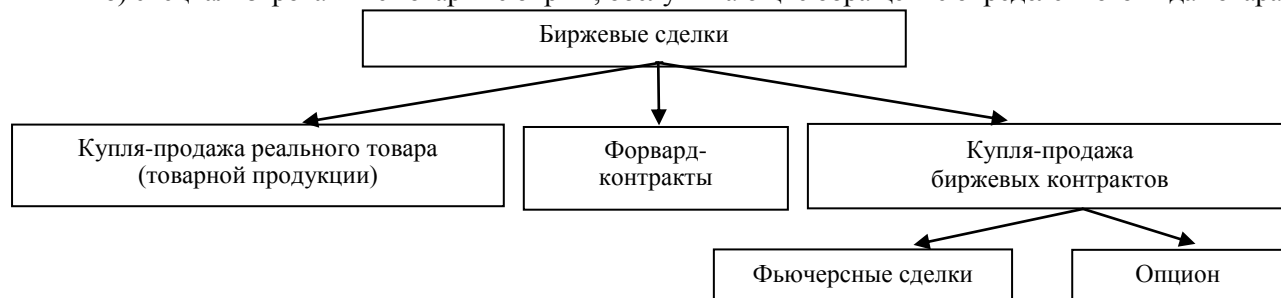 Биржевые сделки
Купля-продажа реального товара
(товарной продукции)
Форвард-
контракты
Купля-продажа
биржевых контрактов
Фьючерсные сделки
Опцион